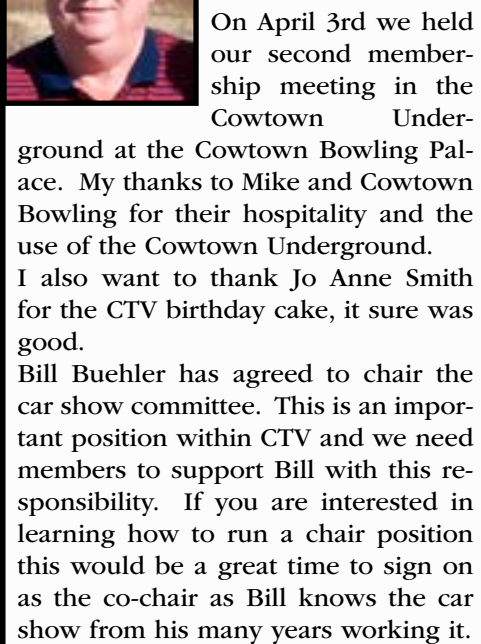 On April 3rd we held
our second member-
ship meeting in the
Cowtown Under-
ground at the Cowtown Bowling Pal-
ace. My thanks to Mike and Cowtown
Bowling for their hospitality and the
use of the Cowtown Underground.
I also want to thank Jo Anne Smith
for the CTV birthday cake, it sure was
good.
Bill Buehler has agreed to chair the
car show committee. This is an impor-
tant position within CTV and we need
members to support Bill with this re-
sponsibility. If you are interested in
learning how to run a chair position
this would be a great time to sign on
as the co-chair as Bill knows the car
show from his many years working it.